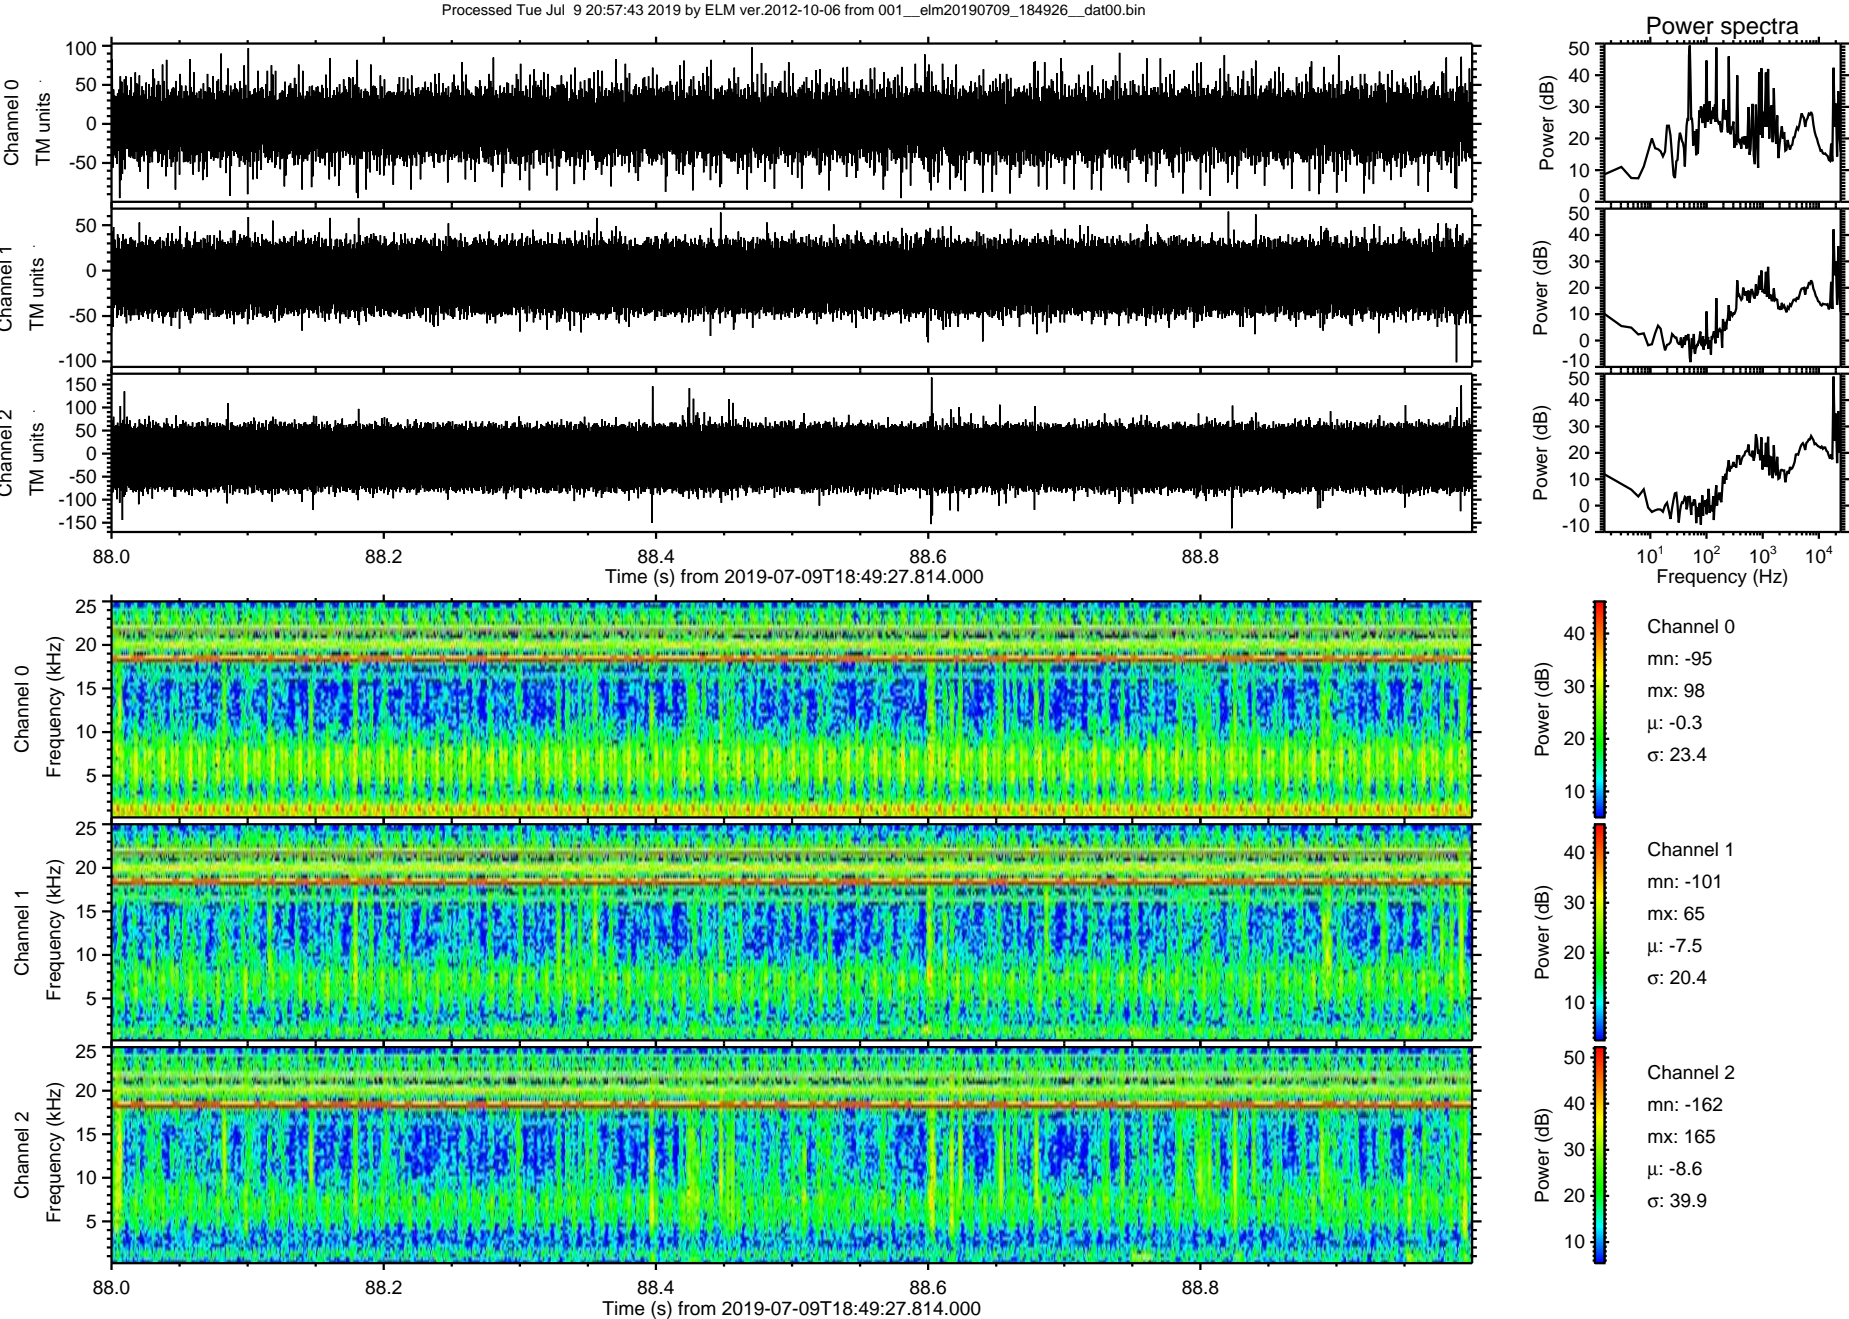 Processed Tue Jul  9 20:57:43 2019 by ELM ver.2012-10-06 from 001__elm20190709_184926__dat00.bin
Power spectra
Channel 0
TM units
100
50
0
-50
Power (dB)
50
40
30
20
10
0
Channel 1
TM units
50
0
-50
-100
Power (dB)
50
40
30
20
10
0
-10
Channel 2
TM units
150
100
50
0
-50
-100
-150
Power (dB)
50
40
30
20
10
0
-10
88.0 88.2 88.4 88.6 88.8
Time (s) from 2019-07-09T18:49:27.814.000
10^1 10^2 10^3 10^4
Frequency (Hz)
Channel 0
Frequency (kHz)
25
20
15
10
5
Power (dB)
40
30
20
10
Channel 0
mn: -95
mx: 98
μ: -0.3
σ: 23.4
Channel 1
Frequency (kHz)
25
20
15
10
5
Power (dB)
40
30
20
10
Channel 1
mn: -101
mx: 65
μ: -7.5
σ: 20.4
Channel 2
Frequency (kHz)
25
20
15
10
5
Power (dB)
50
40
30
20
10
Channel 2
mn: -162
mx: 165
μ: -8.6
σ: 39.9
88.0 88.2 88.4 88.6 88.8
Time (s) from 2019-07-09T18:49:27.814.000